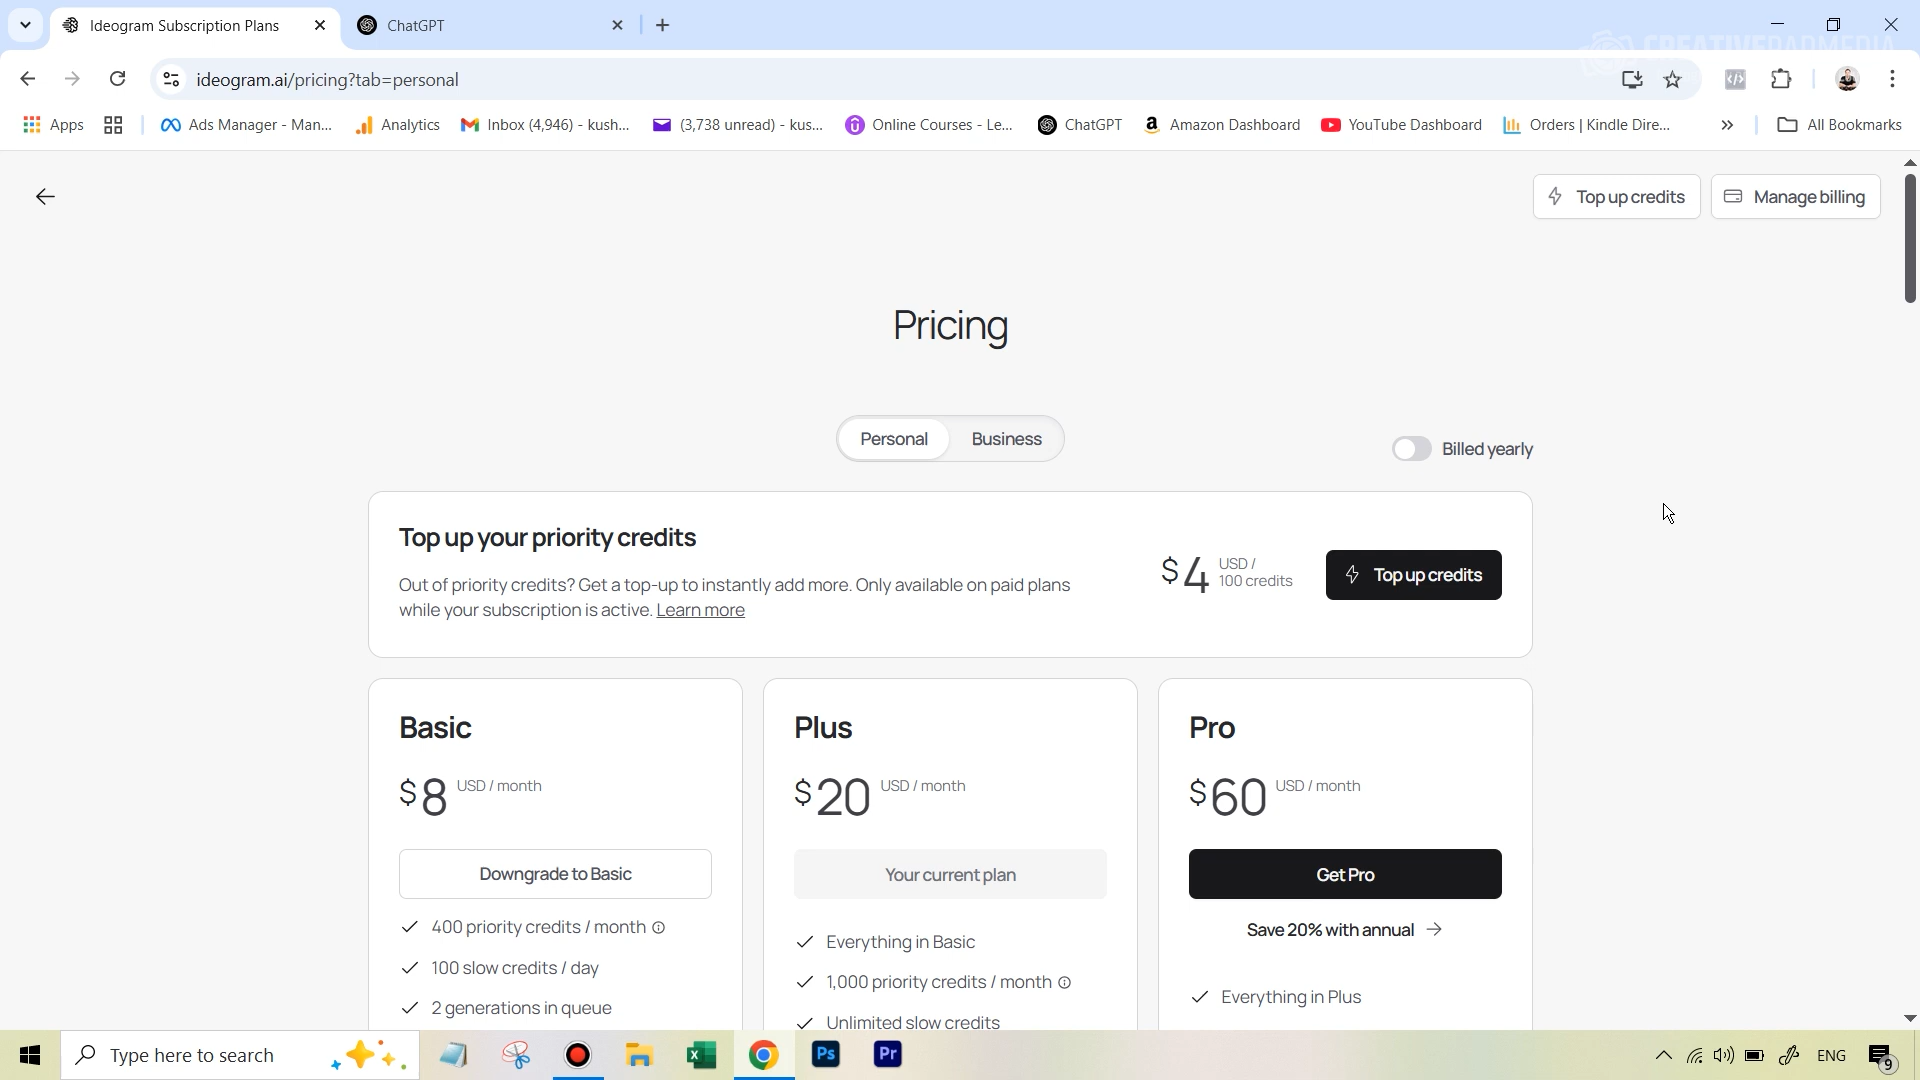 Ideogram Subscription Plans
ChatGPT
CREATIVEDADMEDIA
ideogram.ai/pricing?tab=personal
Apps
Ads Manager - Man...
Analytics
Inbox (4,946) - kush...
(3,738 unread) - kus...
Online Courses - Le...
ChatGPT
Amazon Dashboard
YouTube Dashboard
Orders | Kindle Dire...
All Bookmarks
Top up credits
Manage billing
Pricing
Personal
Business
Billed yearly
Top up your priority credits
Out of priority credits? Get a top-up to instantly add more. Only available on paid plans
while your subscription is active. Learn more
$4 USD /
100 credits
Top up credits
Basic
$8 USD / month
Downgrade to Basic
400 priority credits / month
100 slow credits / day
2 generations in queue
Plus
$20 USD / month
Your current plan
Everything in Basic
1,000 priority credits / month
Unlimited slow credits
Pro
$60 USD / month
Get Pro
Save 20% with annual
Everything in Plus
Type here to search
Ps
Pr
ENG
9